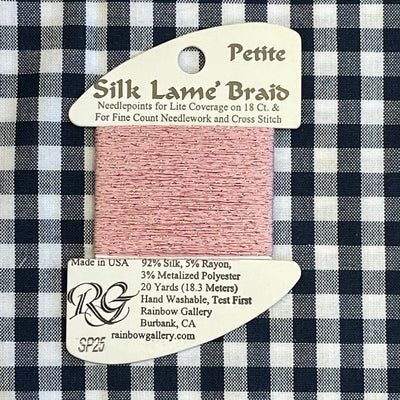 Petite
Silk Lamé Braid
Needlepoints for Lite Coverage on 18 Ct. &
For Fine Count Needlework and Cross Stitch
Made in USA
92% Silk, 5% Rayon,
3% Metalized Polyester
20 Yards (18.3 Meters)
Hand Washable, Test First
Rainbow Gallery
Burbank, CA
rainbowgallery.com
RG
SP25